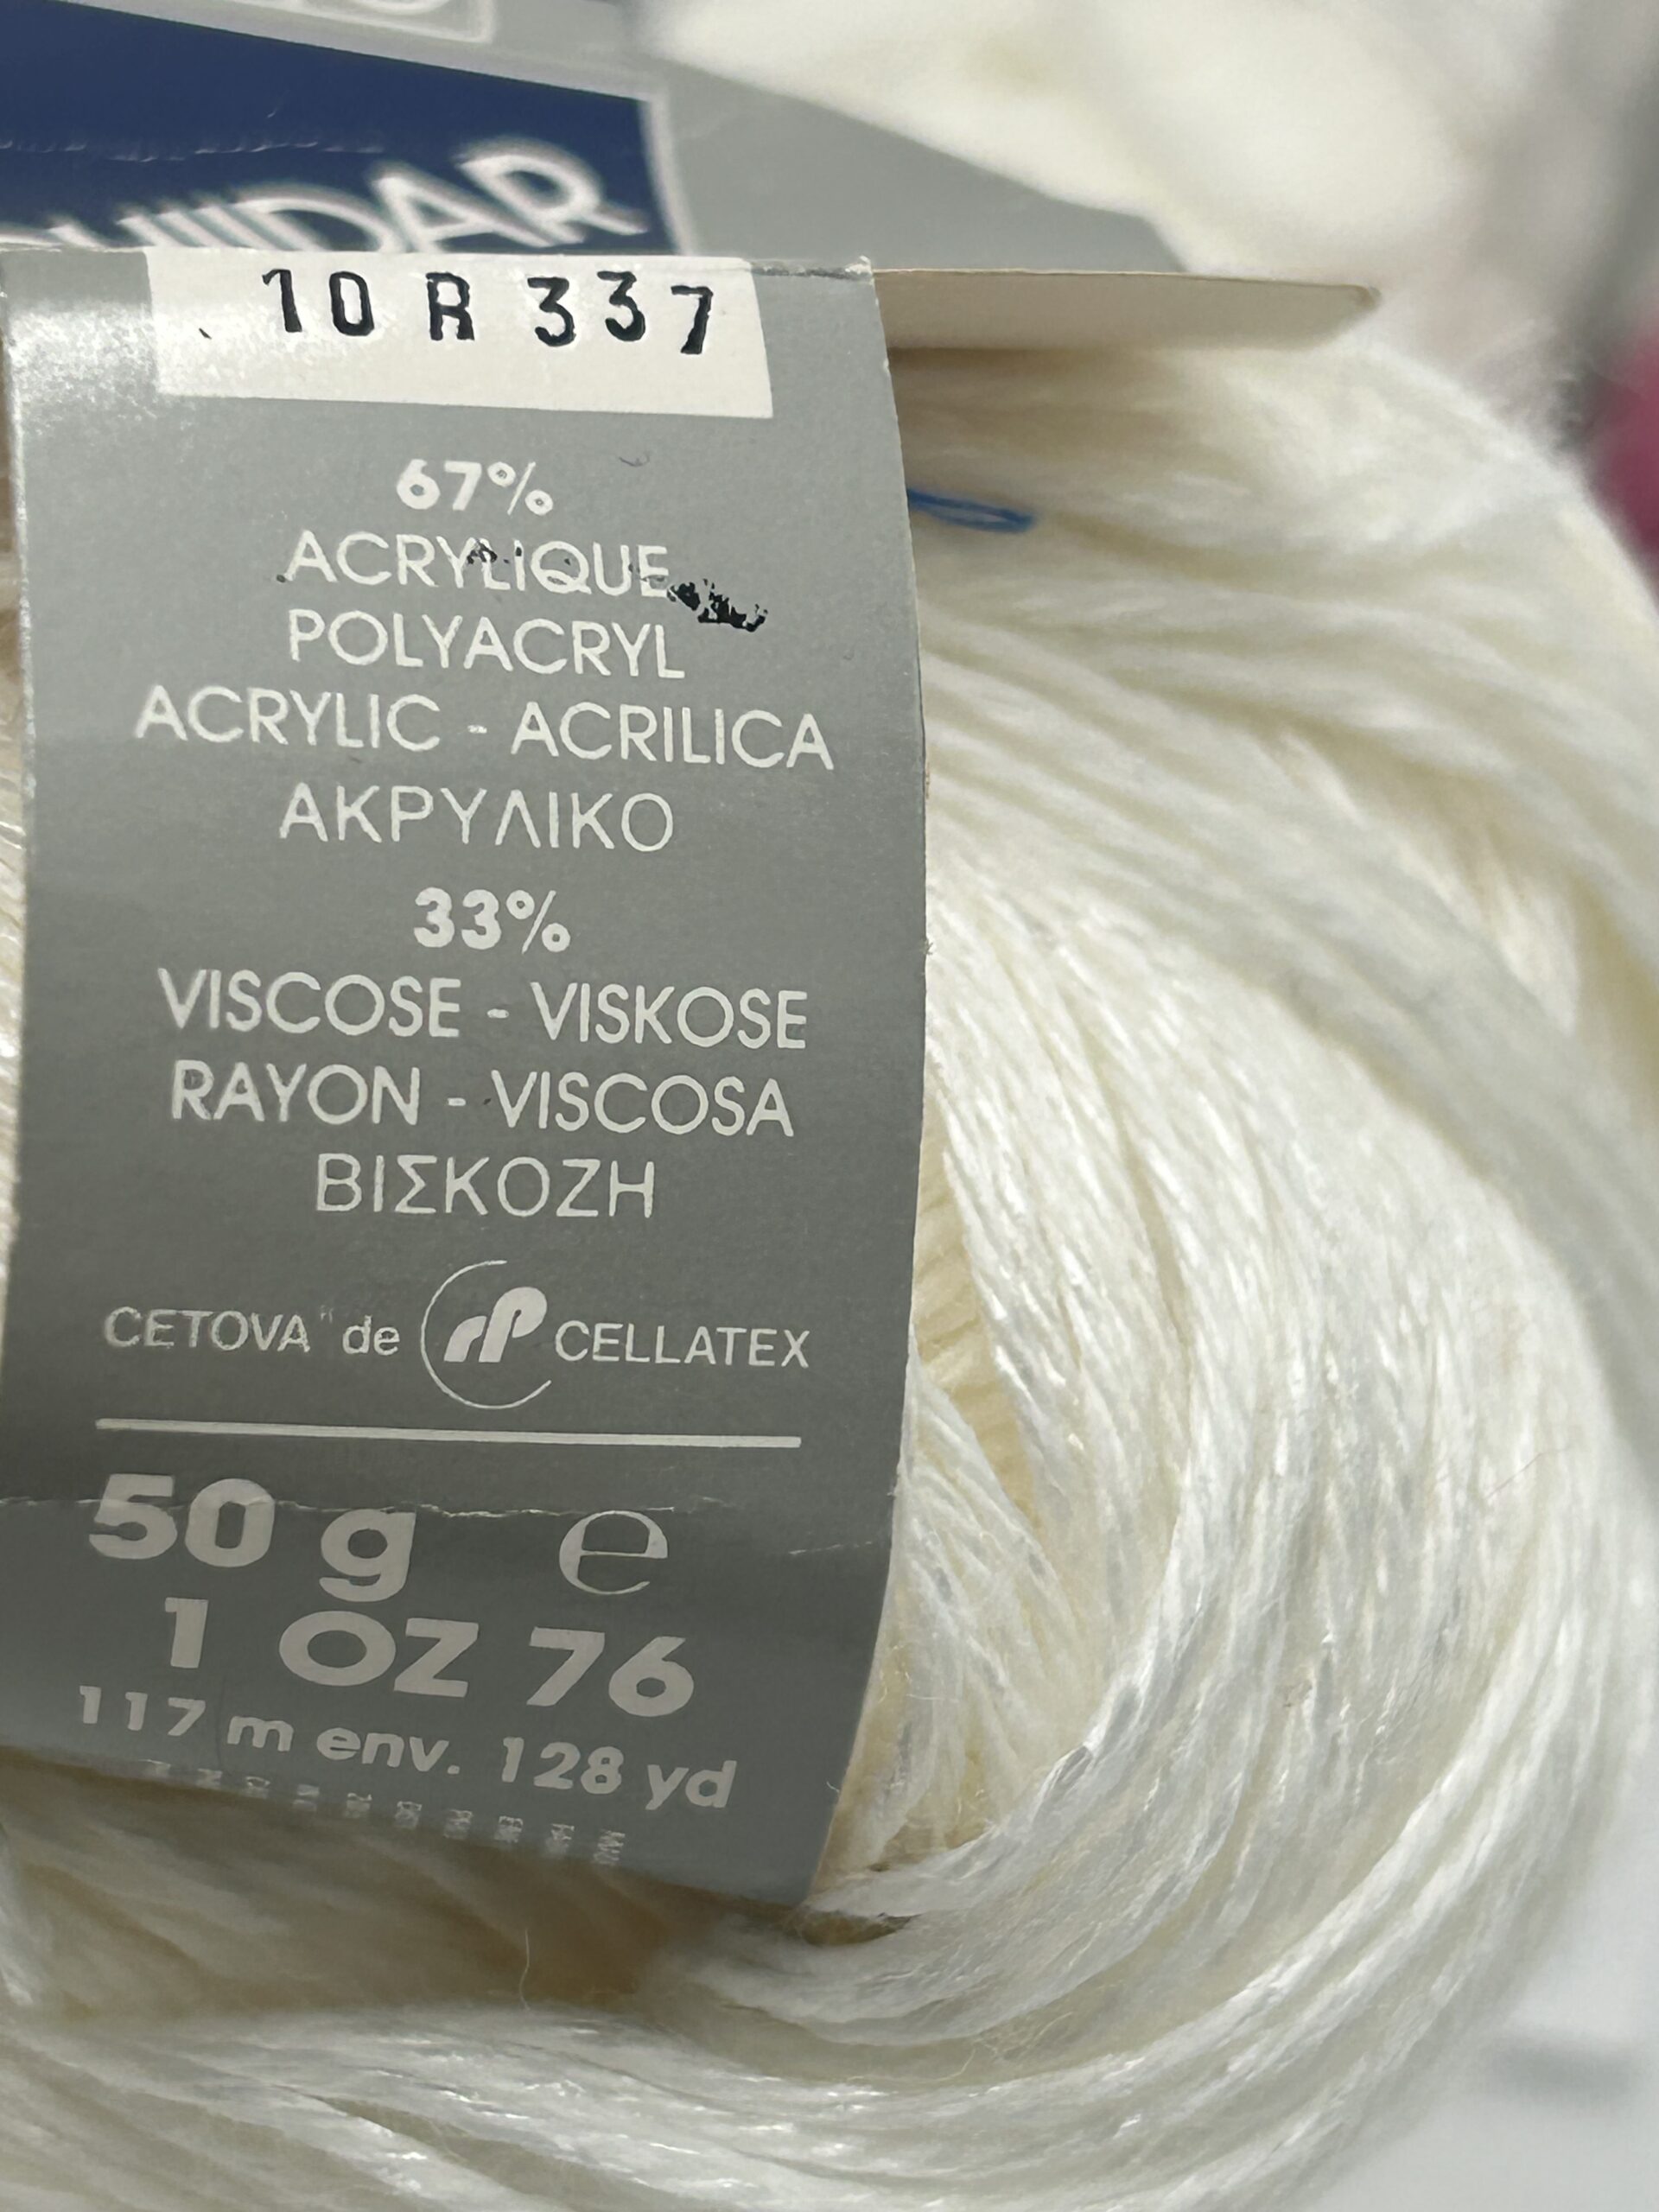 10 R 337
67%
ACRYLIQUE
POLYACRYL
ACRYLIC - ACRILICA
ΑΚΡΥΛΙΚΟ
33%
VISCOSE - VISKOSE
RAYON - VISCOSA
ΒΙΣΚΟΖΗ
CETOVA" de rP CELLATEX
50 g e
1 OZ 76
117 m env. 128 yd